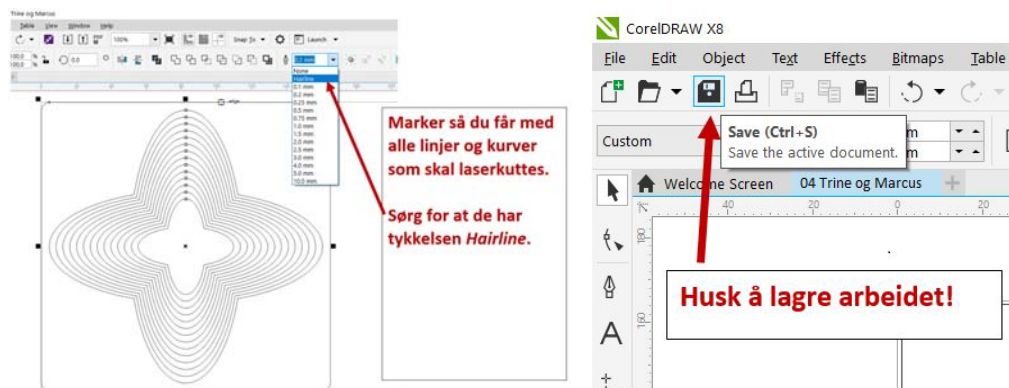 Trine og Marcus
Table View Window Help
100% Snap To Launch
100,0 %
100,0 %
0,0 °
None
Hairline
0.1 mm
0.2 mm
0.25 mm
0.5 mm
0.75 mm
1.0 mm
1.5 mm
2.0 mm
2.5 mm
3.0 mm
4.0 mm
5.0 mm
10.0 mm
Marker så du får med
alle linjer og kurver
som skal laserkuttes.
Sørg for at de har
tykkelsen Hairline.
CorelDRAW X8
File Edit Object Text Effects Bitmaps Table
Custom
Save (Ctrl+S)
Save the active document.
m
m
Welcome Screen 04 Trine og Marcus
40 20 0 20
180
160
Husk å lagre arbeidet!